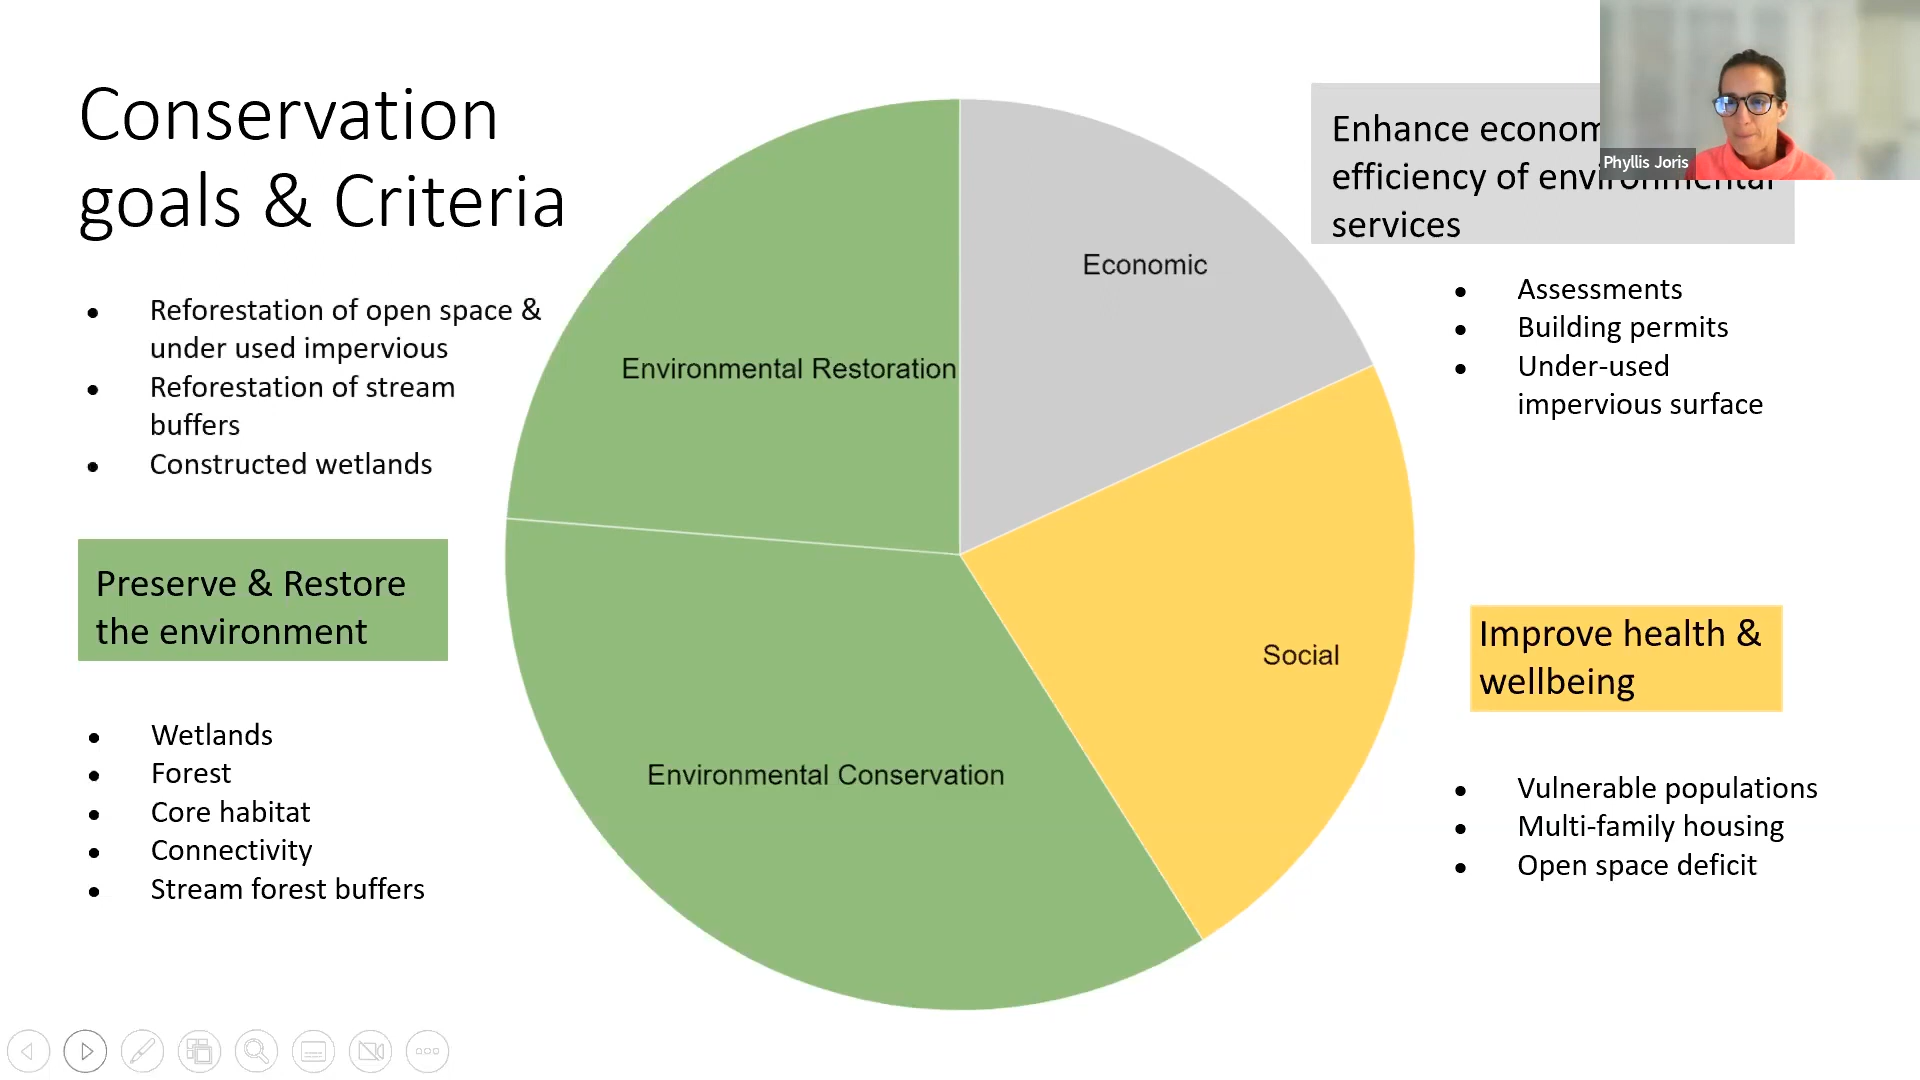 Conservation
goals & Criteria
Reforestation of open space &
under used impervious
Reforestation of stream
buffers
Constructed wetlands
Preserve & Restore
the environment
Wetlands
Forest
Core habitat
Connectivity
Stream forest buffers
Environmental Restoration
Economic
Social
Environmental Conservation
Enhance
efficiency of environmental
services
Phyllis Joris
Assessments
Building permits
Under-used
impervious surface
Improve health &
wellbeing
Vulnerable populations
Multi-family housing
Open space deficit